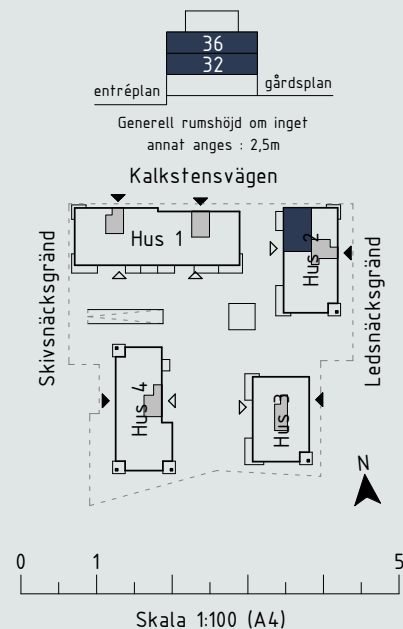 36
32
entréplan
gårdsplan
Generell rumshöjd om inget
annat anges : 2,5m
Kalkstensvägen
Hus 1
Hus 2
Skivsnäcksgränd
Ledsnäcksgränd
Hus 4
Hus 3
N
0 1 5
Skala 1:100 (A4)